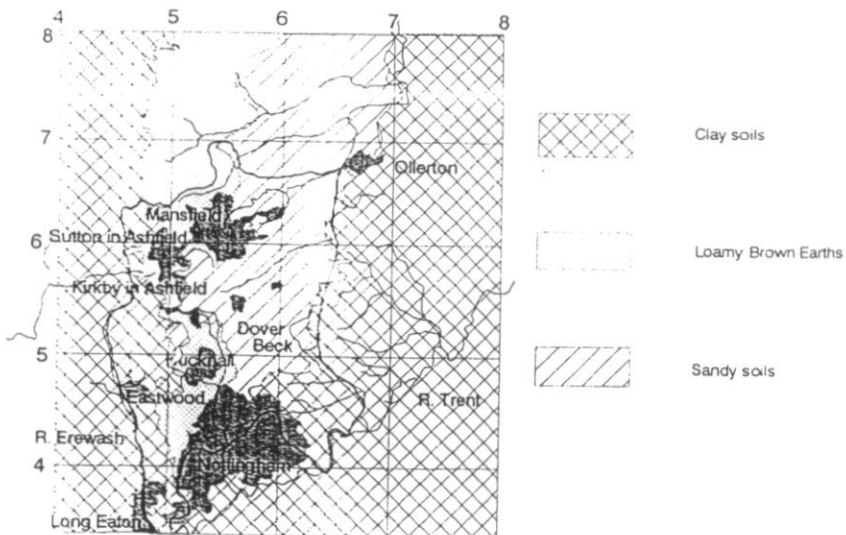 4 5 6 7 8
8
7
Ollerton
Mansfield
Sutton in Ashfield
6
Kirkby in Ashfield
Dover
Beck
5
Hucknall
Eastwood
R. Trent
R. Erewash
4
Nottingham
Long Eaton
Clay soils
Loamy Brown Earths
Sandy soils